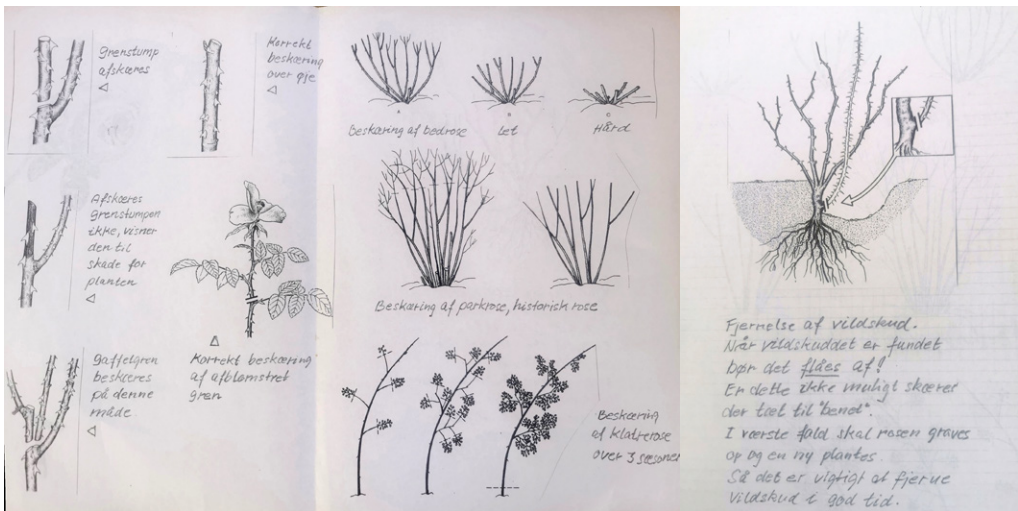 Grenstump
afskæres
Korrekt
beskæring
over øje
Afskæres
grenstumpen
ikke, visner
den til
skade for
planten
Korrekt beskæring
af afblomstret
gren
Gaffelgren
beskæres
på denne
måde
Beskæring af bedrose
let
Hård
Beskæring af parkrose, historisk rose
Beskæring
af klatrerose
over 3 sæsoner
Fjernelse af vildskud.
Når vildskuddet er fundet
bør det flåes af!
Er dette ikke muligt skæres
der tæt til "benet".
I værste fald skal rosen graves
op og en ny plantes.
Så det er vigtigt at fjerne
vildskud i god tid.